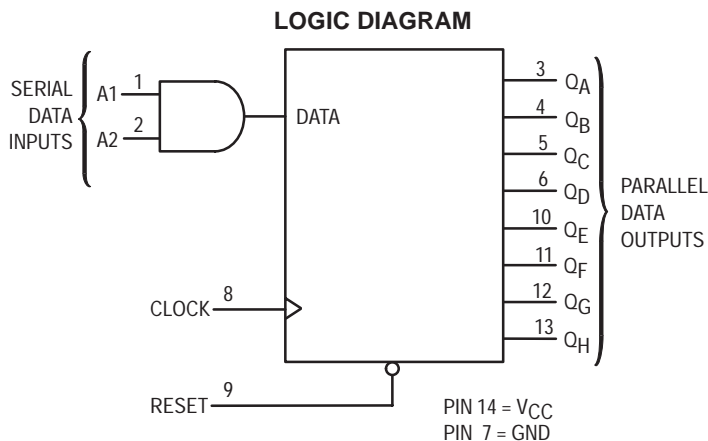 LOGIC DIAGRAM
SERIAL
DATA
INPUTS
A1
1
A2
2
DATA
CLOCK
8
RESET
9
3
QA
4
QB
5
QC
6
QD
10
QE
11
QF
12
QG
13
QH
PARALLEL
DATA
OUTPUTS
PIN 14 = VCC
PIN 7 = GND